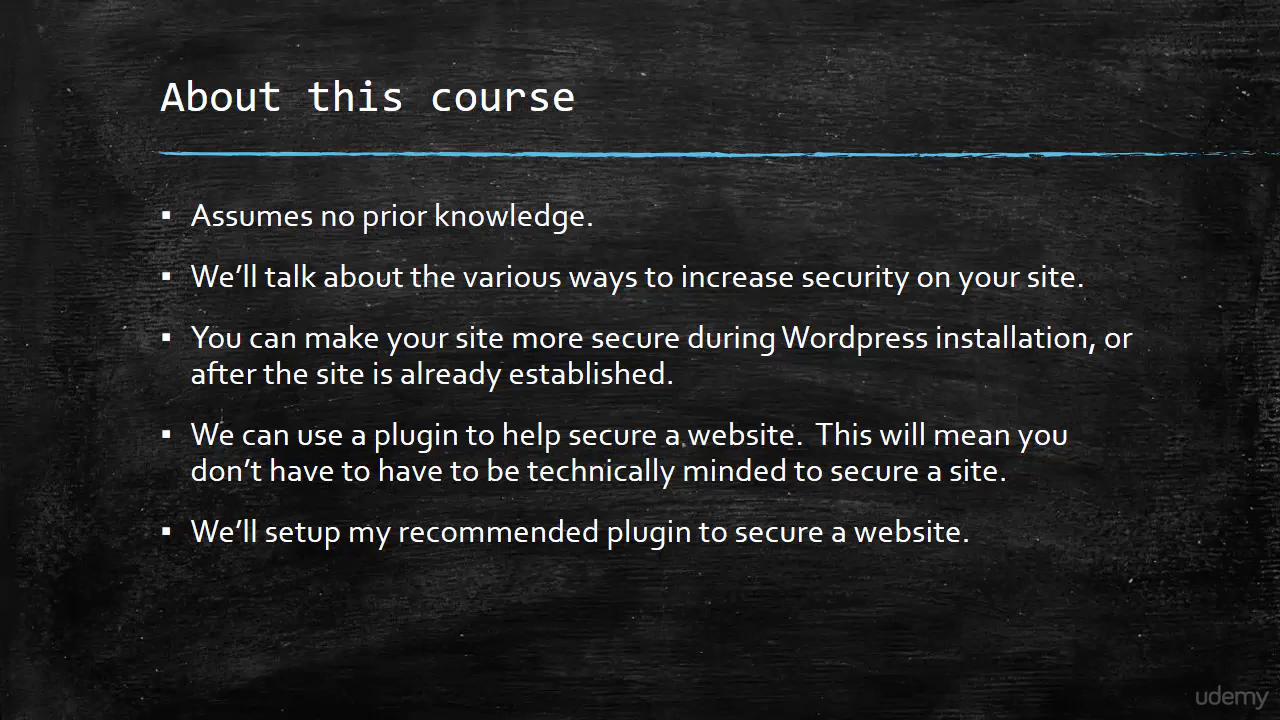 About this course
▪ Assumes no prior knowledge.
▪ We’ll talk about the various ways to increase security on your site.
▪ You can make your site more secure during Wordpress installation, or
after the site is already established.
▪ We can use a plugin to help secure a website.  This will mean you
don’t have to have to be technically minded to secure a site.
▪ We’ll setup my recommended plugin to secure a website.
udemy